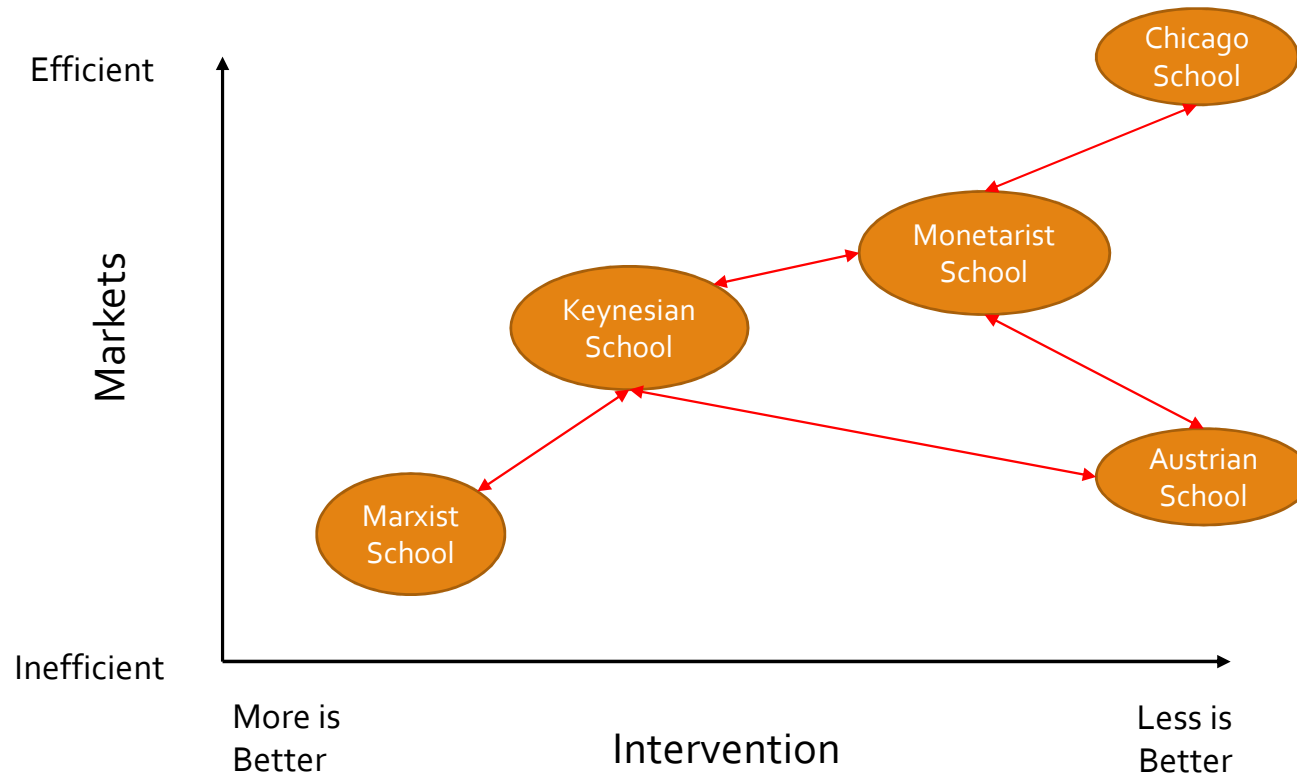 Chicago
School
Efficient
Monetarist
School
Markets
Keynesian
School
Austrian
School
Marxist
School
Inefficient
More is
Better
Intervention
Less is
Better